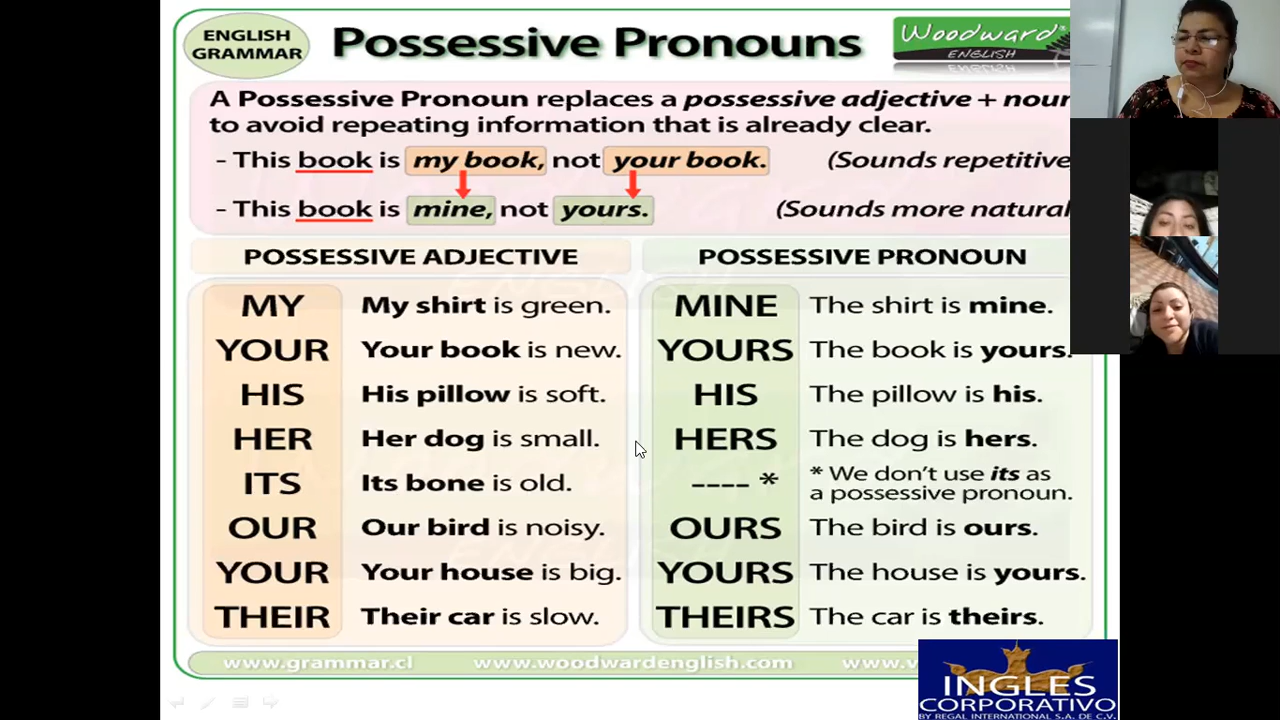 ENGLISH
GRAMMAR
Possessive Pronouns
Woodward
ENGLISH
A Possessive Pronoun replaces a possessive adjective + noun
to avoid repeating information that is already clear.
- This book is my book, not your book. (Sounds repetitive
- This book is mine, not yours. (Sounds more natural
POSSESSIVE ADJECTIVE POSSESSIVE PRONOUN
MY My shirt is green. MINE The shirt is mine.
YOUR Your book is new. YOURS The book is yours.
HIS His pillow is soft. HIS The pillow is his.
HER Her dog is small. HERS The dog is hers.
ITS Its bone is old. ---- * * We don't use its as
a possessive pronoun.
OUR Our bird is noisy. OURS The bird is ours.
YOUR Your house is big. YOURS The house is yours.
THEIR Their car is slow. THEIRS The car is theirs.
www.grammar.cl www.woodwardenglish.com
INGLES
CORPORATIVO
BY REGAL INTERNATIONAL S.A. DE C.V.